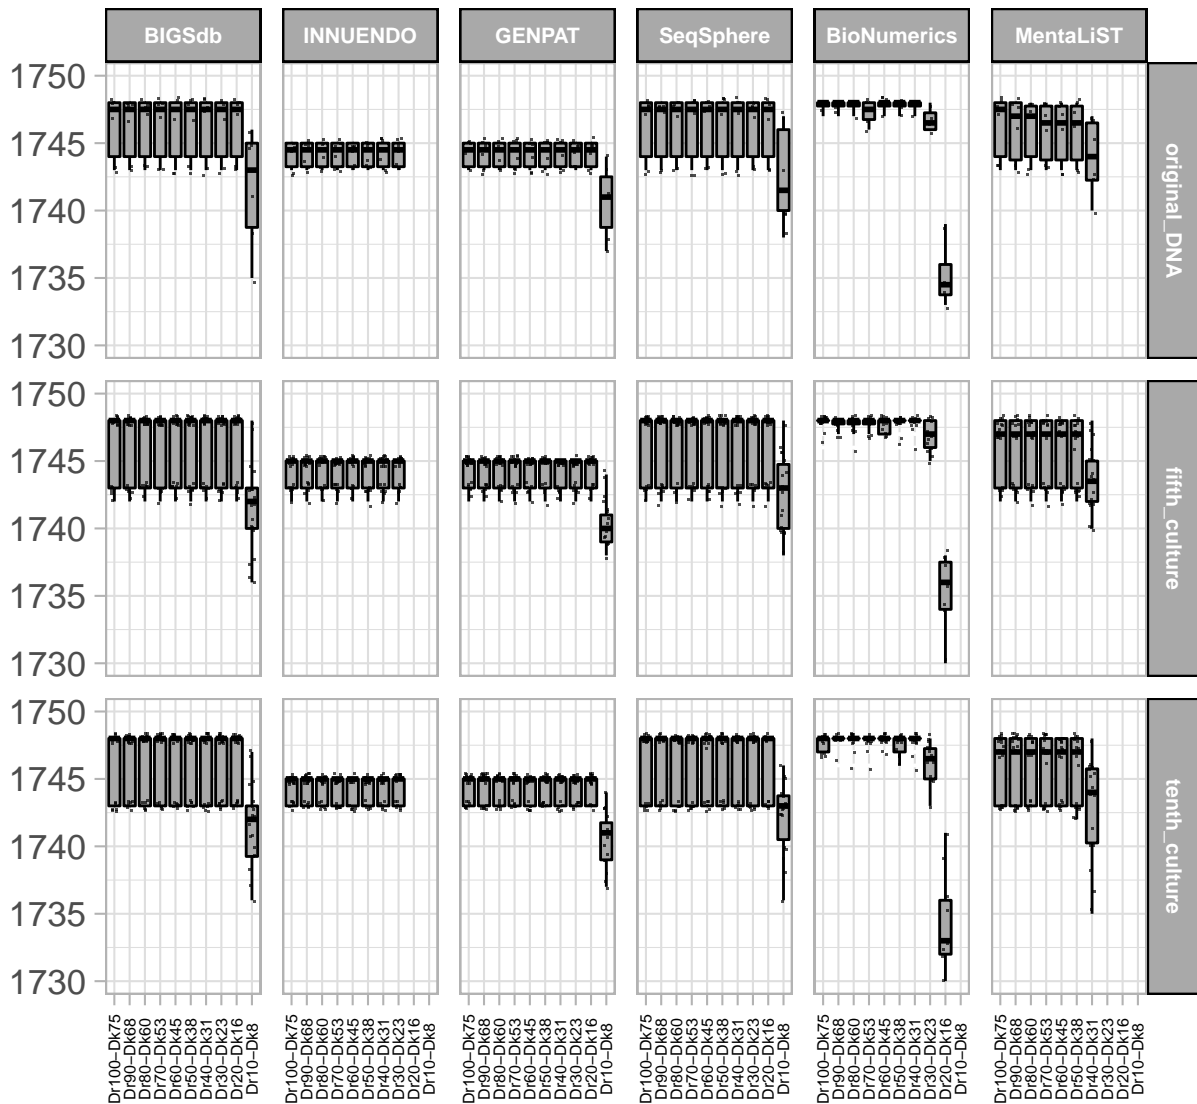 BIGSdb INNUENDO GENPAT SeqSphere BioNumerics MentaLiST
1750
1745
1740
1735
1730
original_DNA
1750
1745
1740
1735
1730
fifth_culture
1750
1745
1740
1735
1730
tenth_culture
Dr100−Dk75
Dr90−Dk68
Dr80−Dk60
Dr70−Dk53
Dr60−Dk45
Dr50−Dk38
Dr40−Dk31
Dr30−Dk23
Dr20−Dk16
Dr10−Dk8
Dr100−Dk75
Dr90−Dk68
Dr80−Dk60
Dr70−Dk53
Dr60−Dk45
Dr50−Dk38
Dr40−Dk31
Dr30−Dk23
Dr20−Dk16
Dr10−Dk8
Dr100−Dk75
Dr90−Dk68
Dr80−Dk60
Dr70−Dk53
Dr60−Dk45
Dr50−Dk38
Dr40−Dk31
Dr30−Dk23
Dr20−Dk16
Dr10−Dk8
Dr100−Dk75
Dr90−Dk68
Dr80−Dk60
Dr70−Dk53
Dr60−Dk45
Dr50−Dk38
Dr40−Dk31
Dr30−Dk23
Dr20−Dk16
Dr10−Dk8
Dr100−Dk75
Dr90−Dk68
Dr80−Dk60
Dr70−Dk53
Dr60−Dk45
Dr50−Dk38
Dr40−Dk31
Dr30−Dk23
Dr20−Dk16
Dr10−Dk8
Dr100−Dk75
Dr90−Dk68
Dr80−Dk60
Dr70−Dk53
Dr60−Dk45
Dr50−Dk38
Dr40−Dk31
Dr30−Dk23
Dr20−Dk16
Dr10−Dk8